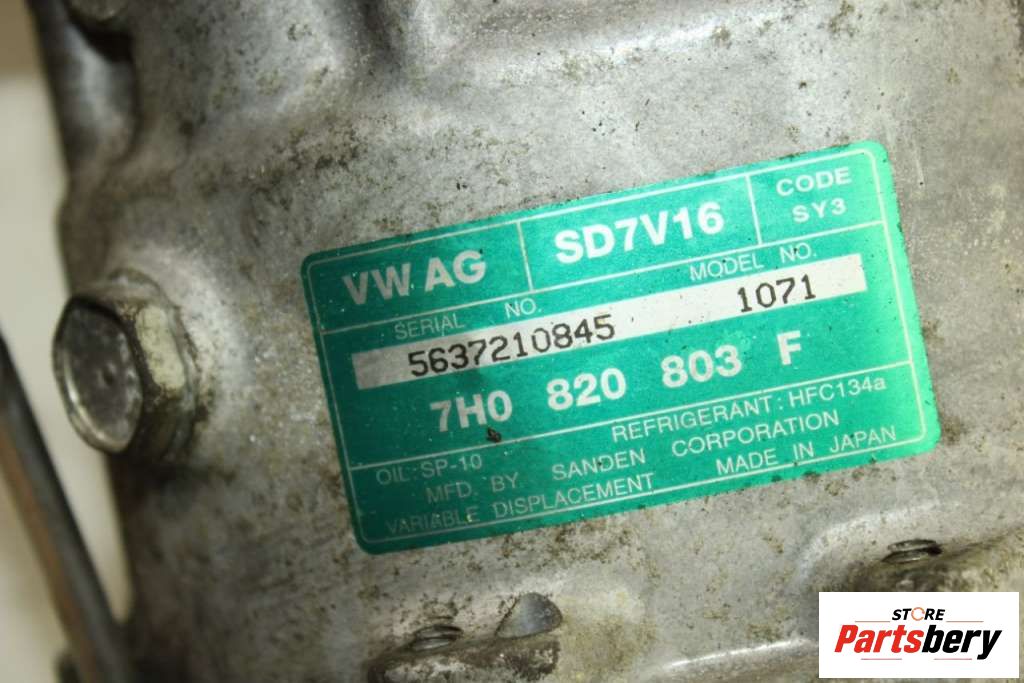 VW AG SD7V16 CODE SY3
SERIAL NO. MODEL NO.
5637210845 1071
7H0 820 803 F
OIL: SP-10 REFRIGERANT: HFC134a
MFD. BY SANDEN CORPORATION
VARIABLE DISPLACEMENT MADE IN JAPAN
STORE
Partsbery